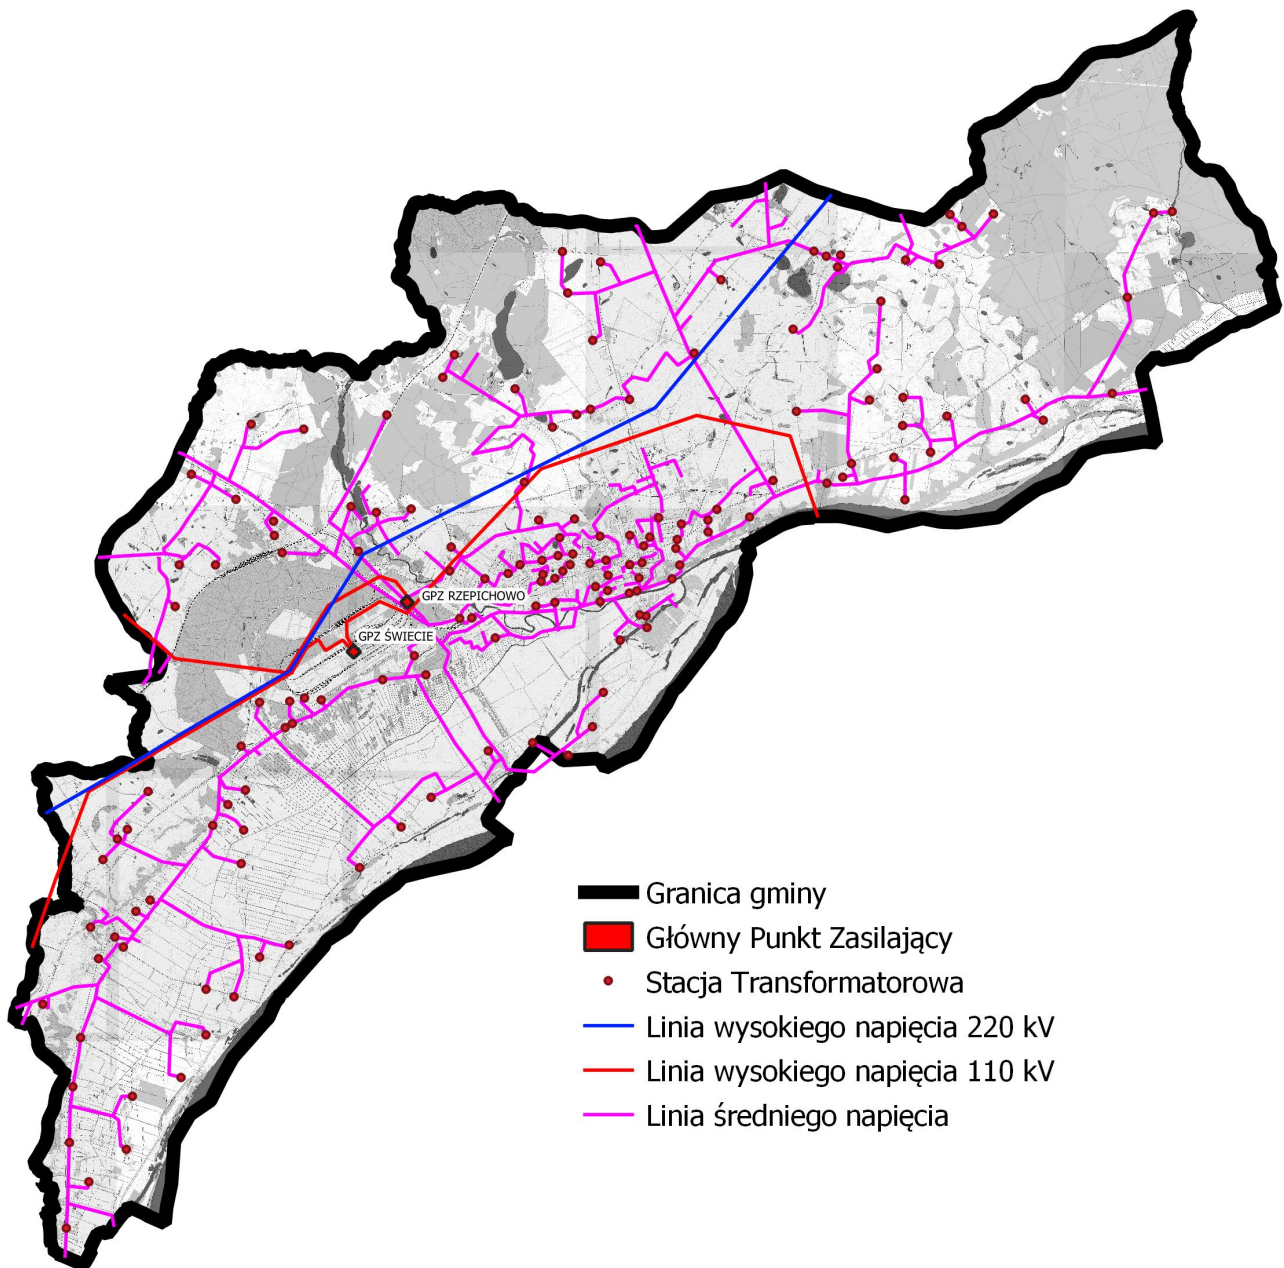 GPZ RZEPICHOWO
GPZ ŚWIECIE
Granica gminy
Główny Punkt Zasilający
Stacja Transformatorowa
Linia wysokiego napięcia 220 kV
Linia wysokiego napięcia 110 kV
Linia średniego napięcia